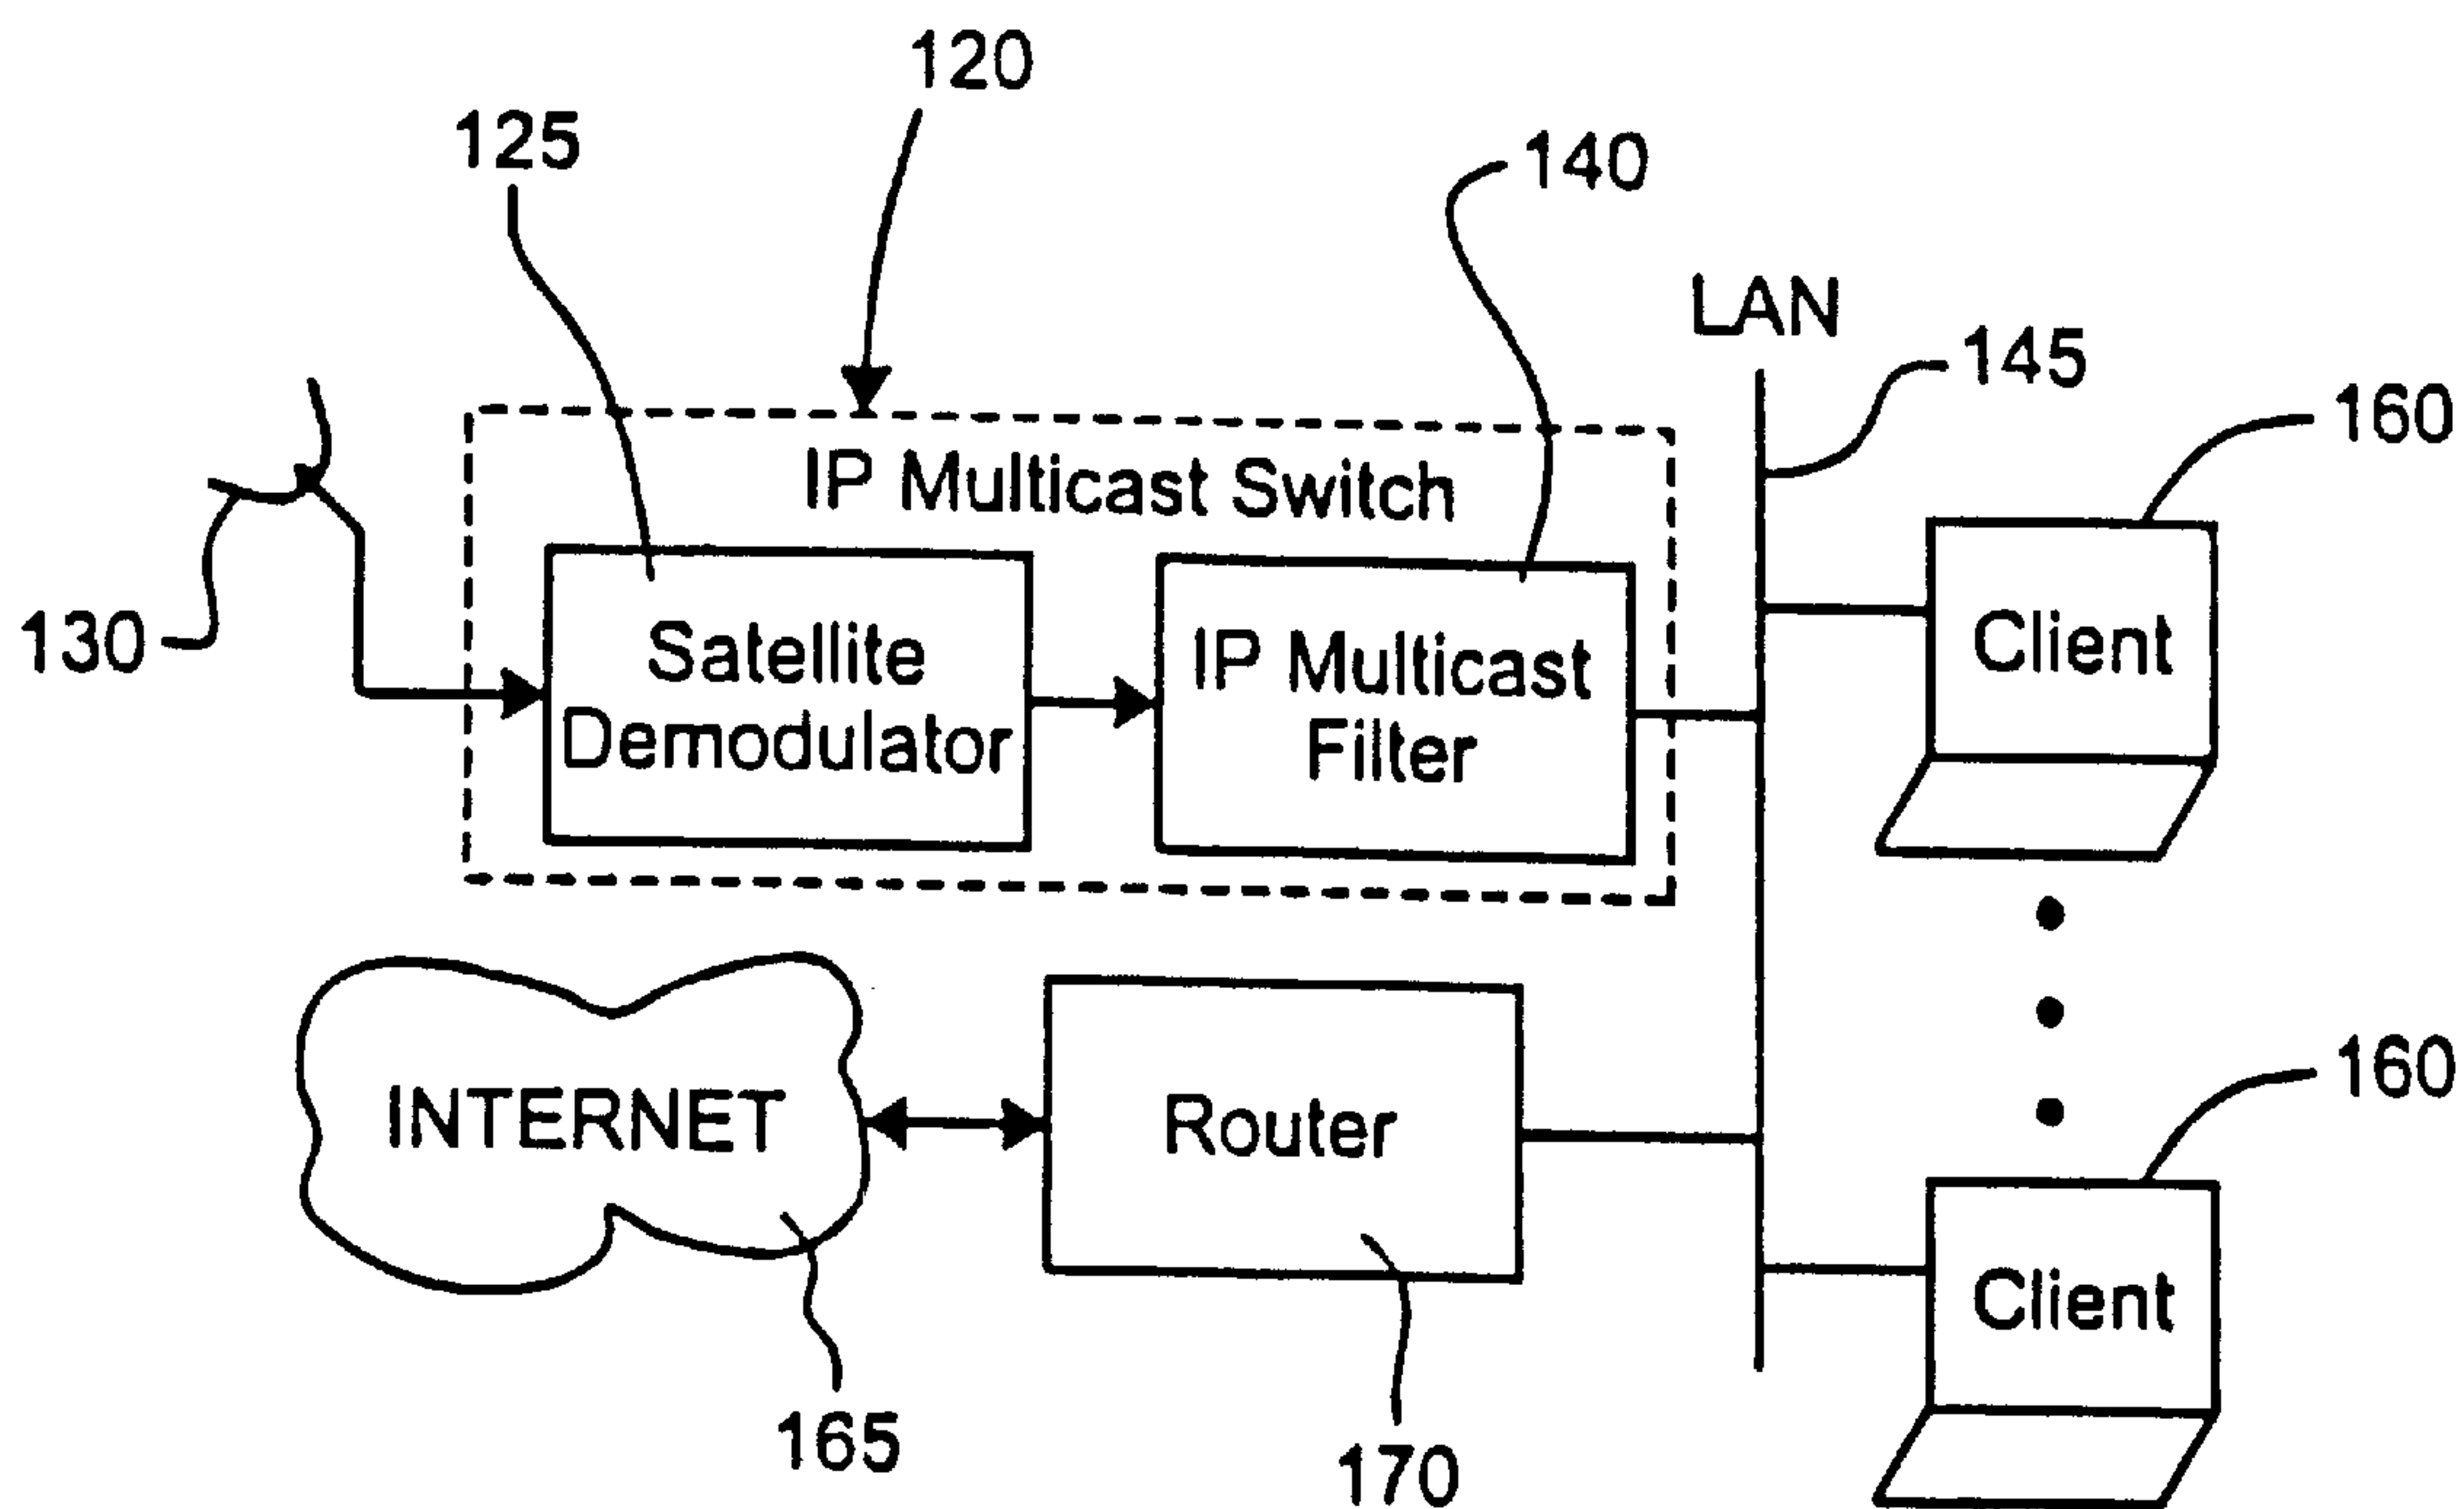 120
125
140
LAN
145
160
IP Multicast Switch
130
Satellite
Demodulator
IP Multicast
Filter
Client
INTERNET
Router
160
Client
165
170